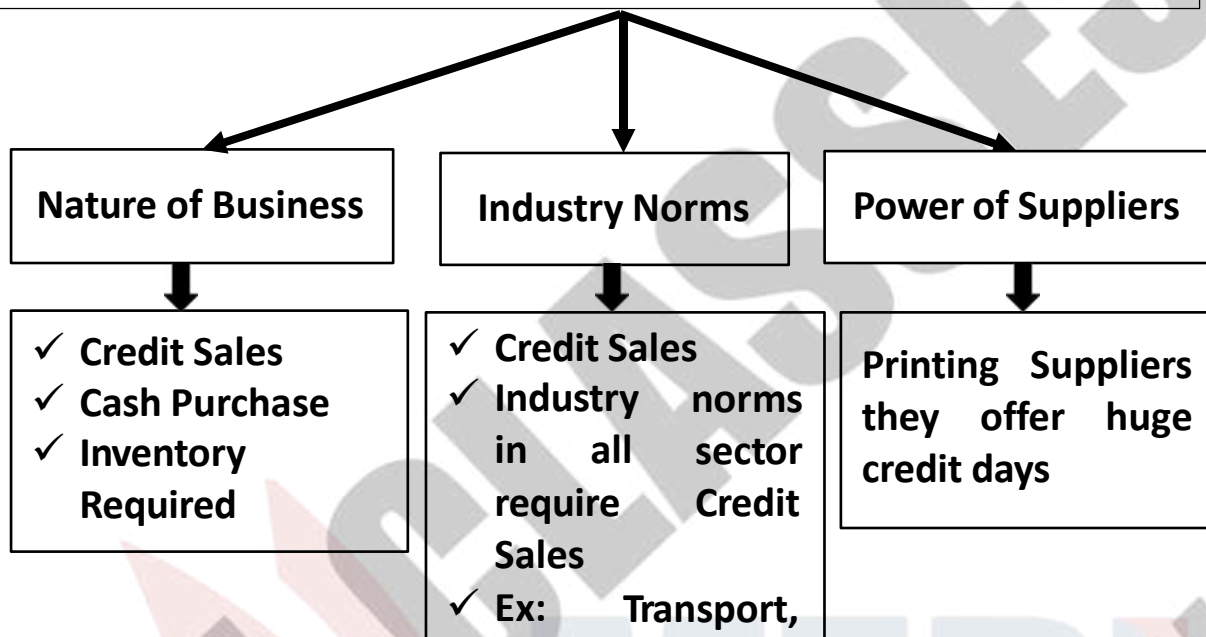 Nature of Business
Industry Norms
Power of Suppliers
✓ Credit Sales
✓ Cash Purchase
✓ Inventory
Required
✓ Credit Sales
✓ Industry norms
in all sector
require Credit
Sales
✓ Ex: Transport,
Printing Suppliers
they offer huge
credit days
CLASSES